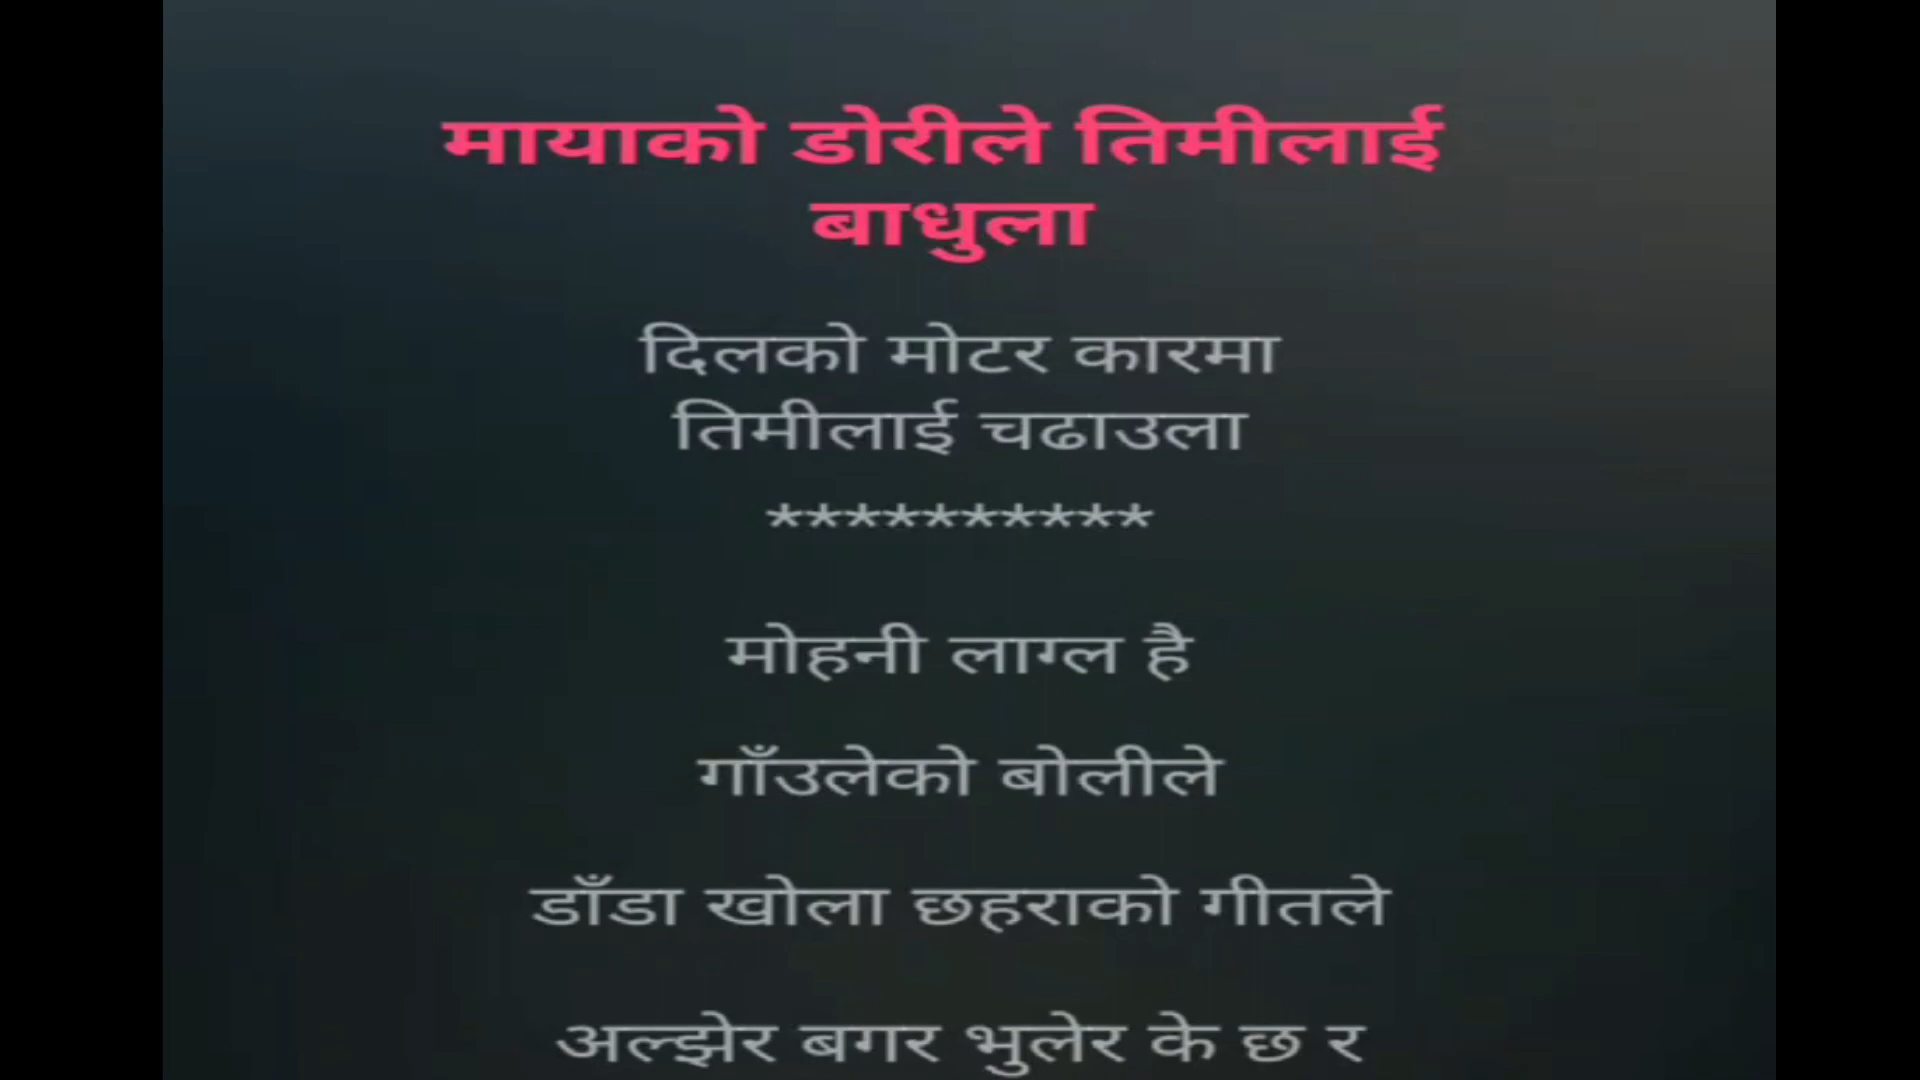 मायाको डोरीले तिमीलाई
बाधुला
दिलको मोटर कारमा
तिमीलाई चढाउला
**********
मोहनी लाग्ल है
गाँउलेको बोलीले
डाँडा खोला छहराको गीतले
अल्झेर बगर भुलेर के छ र